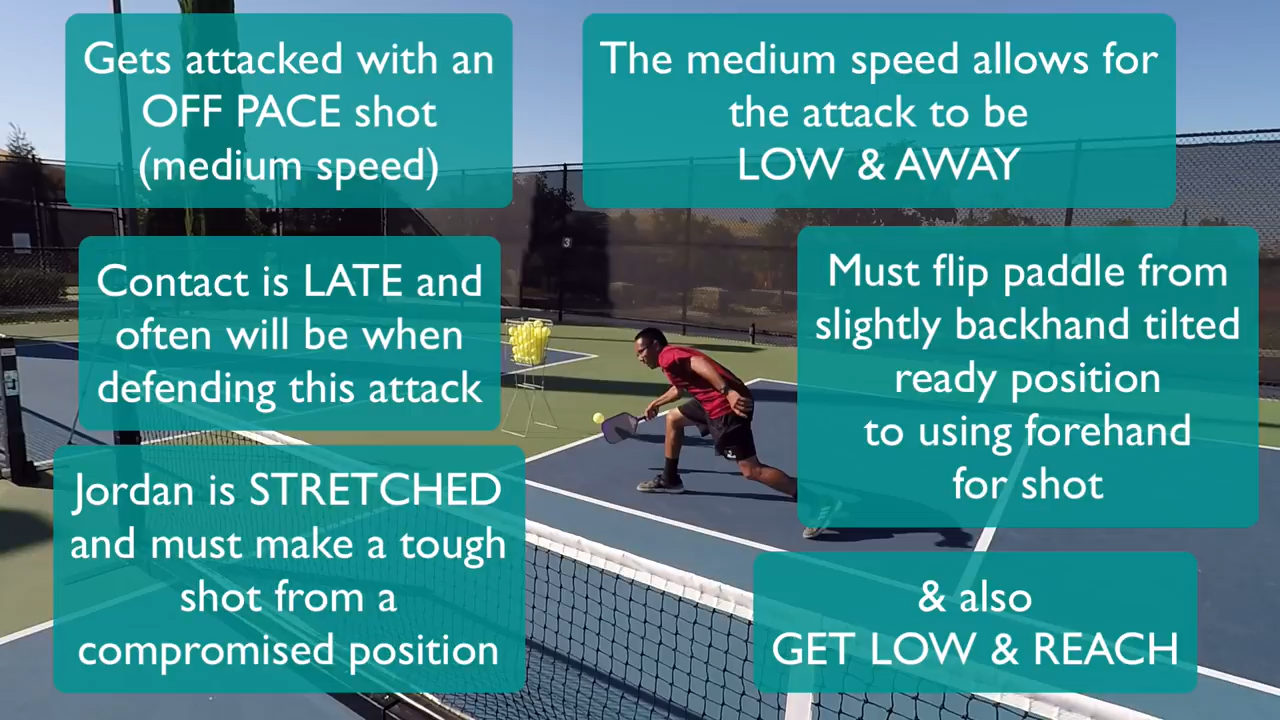 Gets attacked with an
OFF PACE shot
(medium speed)
The medium speed allows for
the attack to be
LOW & AWAY
Contact is LATE and
often will be when
defending this attack
Must flip paddle from
slightly backhand tilted
ready position
to using forehand
for shot
Jordan is STRETCHED
and must make a tough
shot from a
compromised position
& also
GET LOW & REACH
3